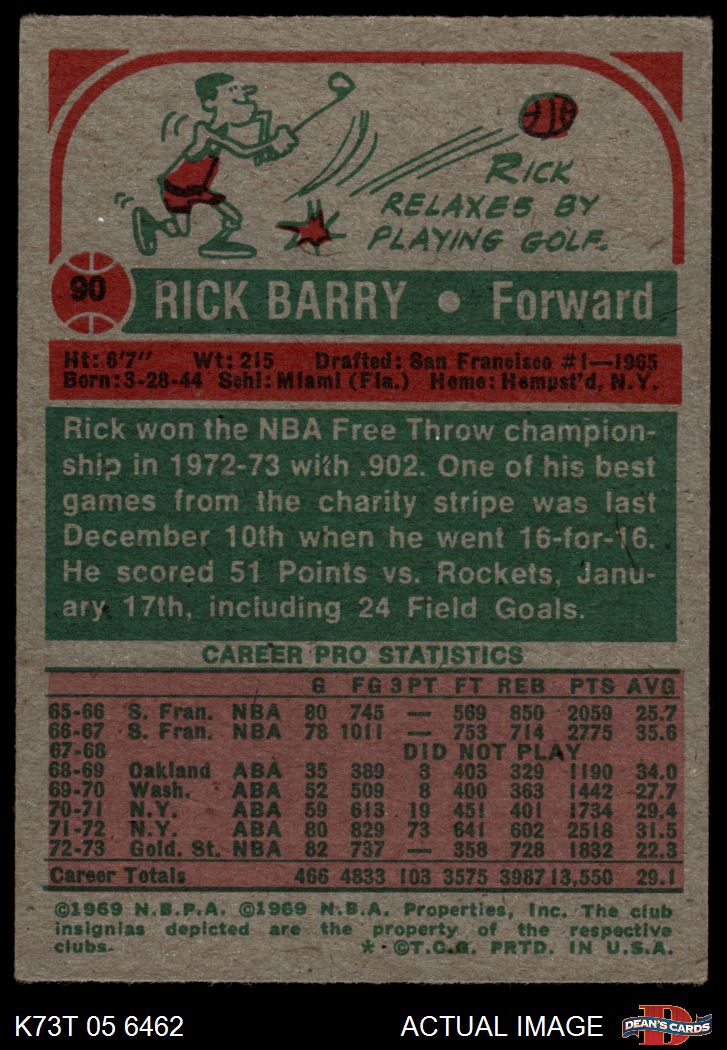 RICK
RELAXES BY
PLAYING GOLF.
90 RICK BARRY • Forward
Ht: 6'7" Wt: 215 Drafted: San Francisco #1—1965
Born: 3-28-44 Schl: Miami (Fla.) Home: Hempst'd, N.Y.
Rick won the NBA Free Throw champion-
ship in 1972-73 with .902. One of his best
games from the charity stripe was last
December 10th when he went 16-for-16.
He scored 51 Points vs. Rockets, Janu-
ary 17th, including 24 Field Goals.
CAREER PRO STATISTICS
G FG 3PT FT REB PTS AVG
65-66 S. Fran. NBA 80 745 — 569 850 2059 25.7
66-67 S. Fran. NBA 78 1011 — 753 714 2775 35.6
67-68 DID NOT PLAY
68-69 Oakland ABA 35 389 3 403 329 1190 34.0
69-70 Wash. ABA 52 509 8 400 363 1442 27.7
70-71 N.Y. ABA 59 613 19 451 401 1734 29.4
71-72 N.Y. ABA 80 829 73 641 602 2518 31.5
72-73 Gold. St. NBA 82 737 — 358 728 1832 22.3
Career Totals 466 4833 103 3575 3987 13,550 29.1
©1969 N.B.P.A. ©1969 N.B.A. Properties, Inc. The club
insignias depicted are the property of the respective
clubs. * ©T.C.G. PRTD. IN U.S.A.
K73T 05 6462 ACTUAL IMAGE D DEAN'S CARDS